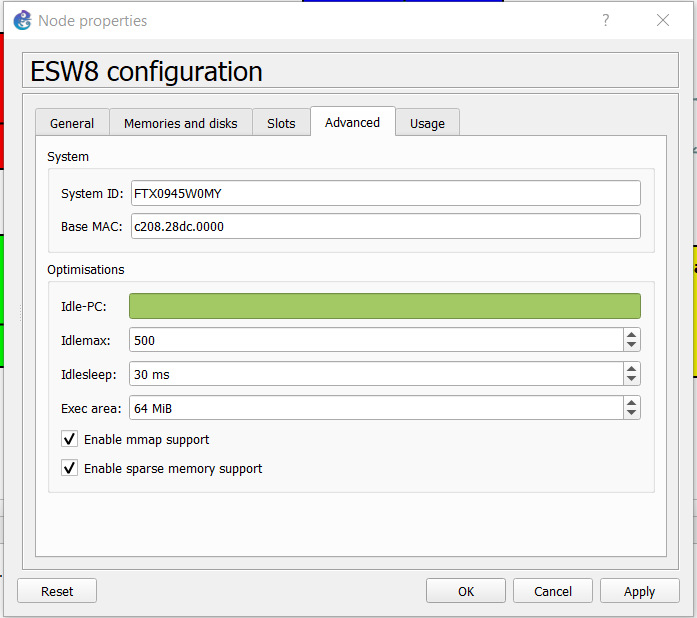 Node properties
ESW8 configuration
General Memories and disks Slots Advanced Usage
System
System ID: FTX0945W0MY
Base MAC: c208.28dc.0000
Optimisations
Idle-PC:
Idlemax: 500
Idlesleep: 30 ms
Exec area: 64 MiB
Enable mmap support
Enable sparse memory support
Reset OK Cancel Apply